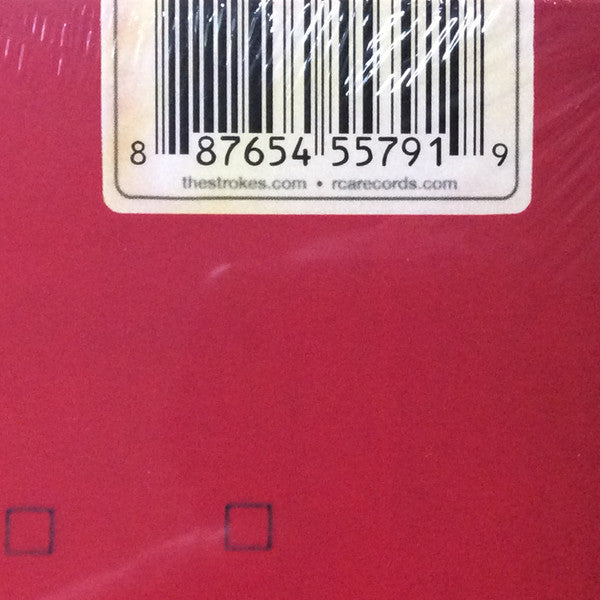 8 87654 55791 9
thestrokes.com • rcarecords.com